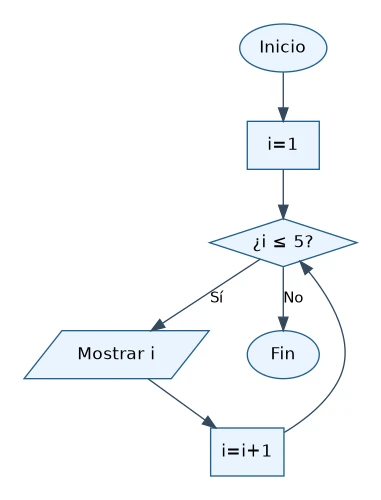 Inicio
i=1
¿i ≤ 5?
Sí
No
Mostrar i
Fin
i=i+1